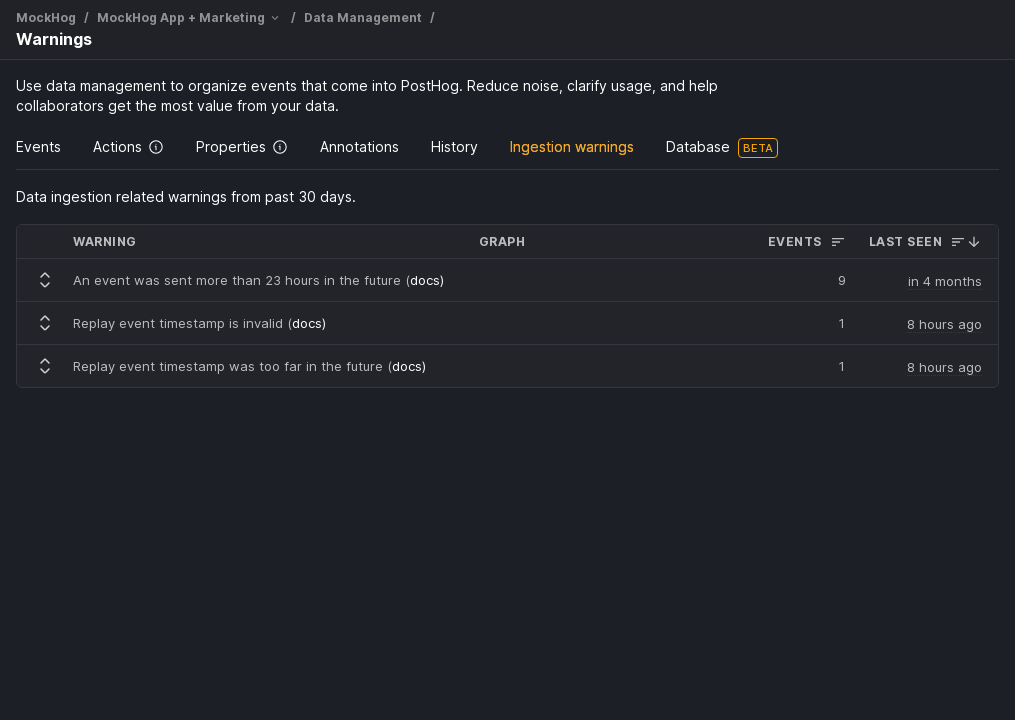 MockHog / MockHog App + Marketing / Data Management /
Warnings
Use data management to organize events that come into PostHog. Reduce noise, clarify usage, and help
collaborators get the most value from your data.
Events Actions Properties Annotations History Ingestion warnings Database BETA
Data ingestion related warnings from past 30 days.
WARNING GRAPH EVENTS LAST SEEN
An event was sent more than 23 hours in the future (docs) 9 in 4 months
Replay event timestamp is invalid (docs) 1 8 hours ago
Replay event timestamp was too far in the future (docs) 1 8 hours ago